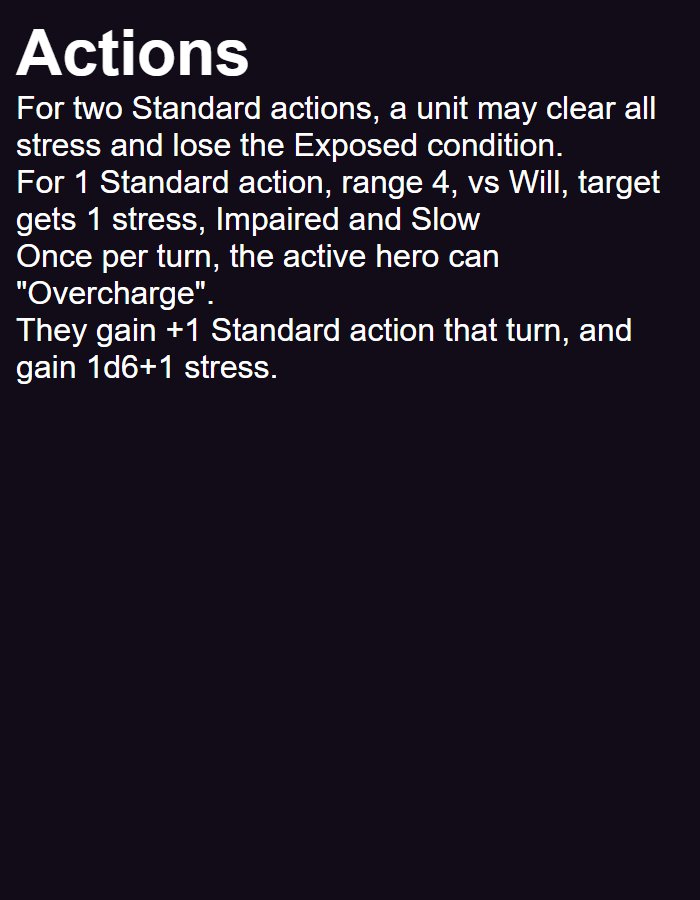 Actions
For two Standard actions, a unit may clear all
stress and lose the Exposed condition.
For 1 Standard action, range 4, vs Will, target
gets 1 stress, Impaired and Slow
Once per turn, the active hero can
"Overcharge".
They gain +1 Standard action that turn, and
gain 1d6+1 stress.